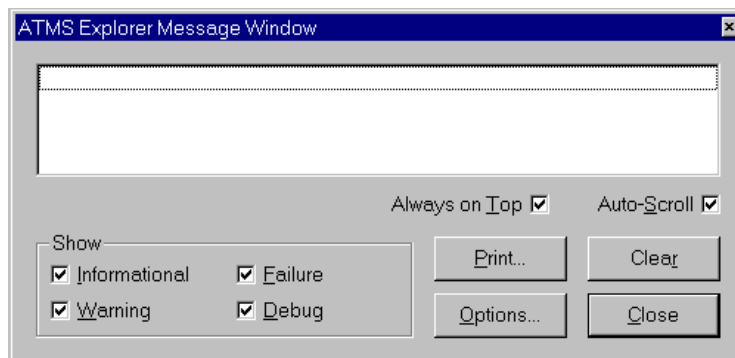 ATMS Explorer Message Window
Always on Top
Auto-Scroll
Show
Informational
Failure
Warning
Debug
Print...
Clear
Options...
Close